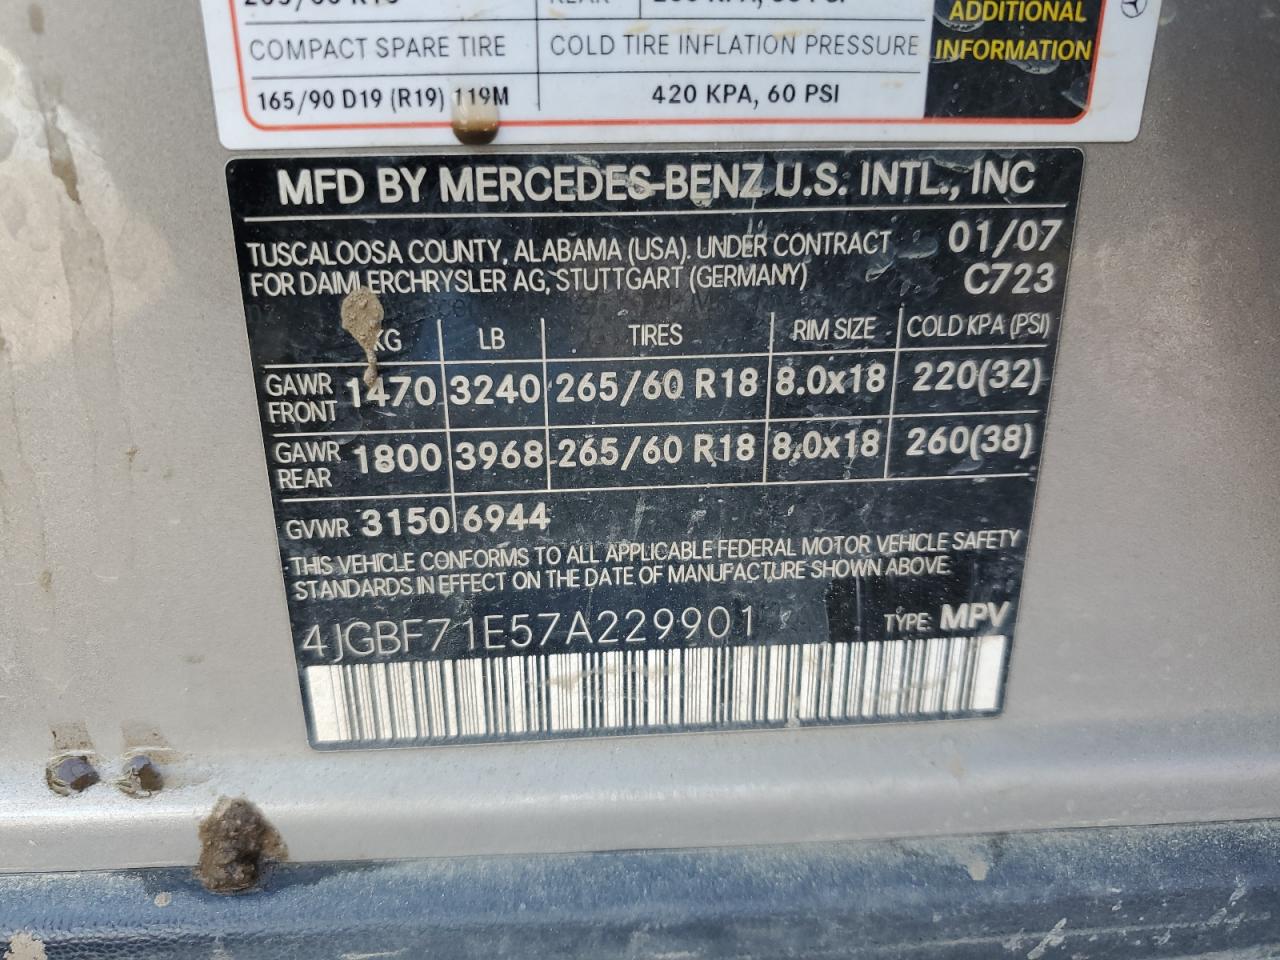 REAR
ADDITIONAL
COMPACT SPARE TIRE COLD TIRE INFLATION PRESSURE INFORMATION
165/90 D19 (R19) 119M 420 KPA, 60 PSI
MFD BY MERCEDES-BENZ U.S. INTL., INC
TUSCALOOSA COUNTY, ALABAMA (USA). UNDER CONTRACT 01/07
FOR DAIMLERCHRYSLER AG, STUTTGART (GERMANY) C723
KG LB TIRES RIM SIZE COLD KPA (PSI)
GAWR FRONT 1470 3240 265/60 R18 8.0x18 220(32)
GAWR REAR 1800 3968 265/60 R18 8.0x18 260(38)
GVWR 3150 6944
THIS VEHICLE CONFORMS TO ALL APPLICABLE FEDERAL MOTOR VEHICLE SAFETY
STANDARDS IN EFFECT ON THE DATE OF MANUFACTURE SHOWN ABOVE
4JGBF71E57A229901 TYPE: MPV